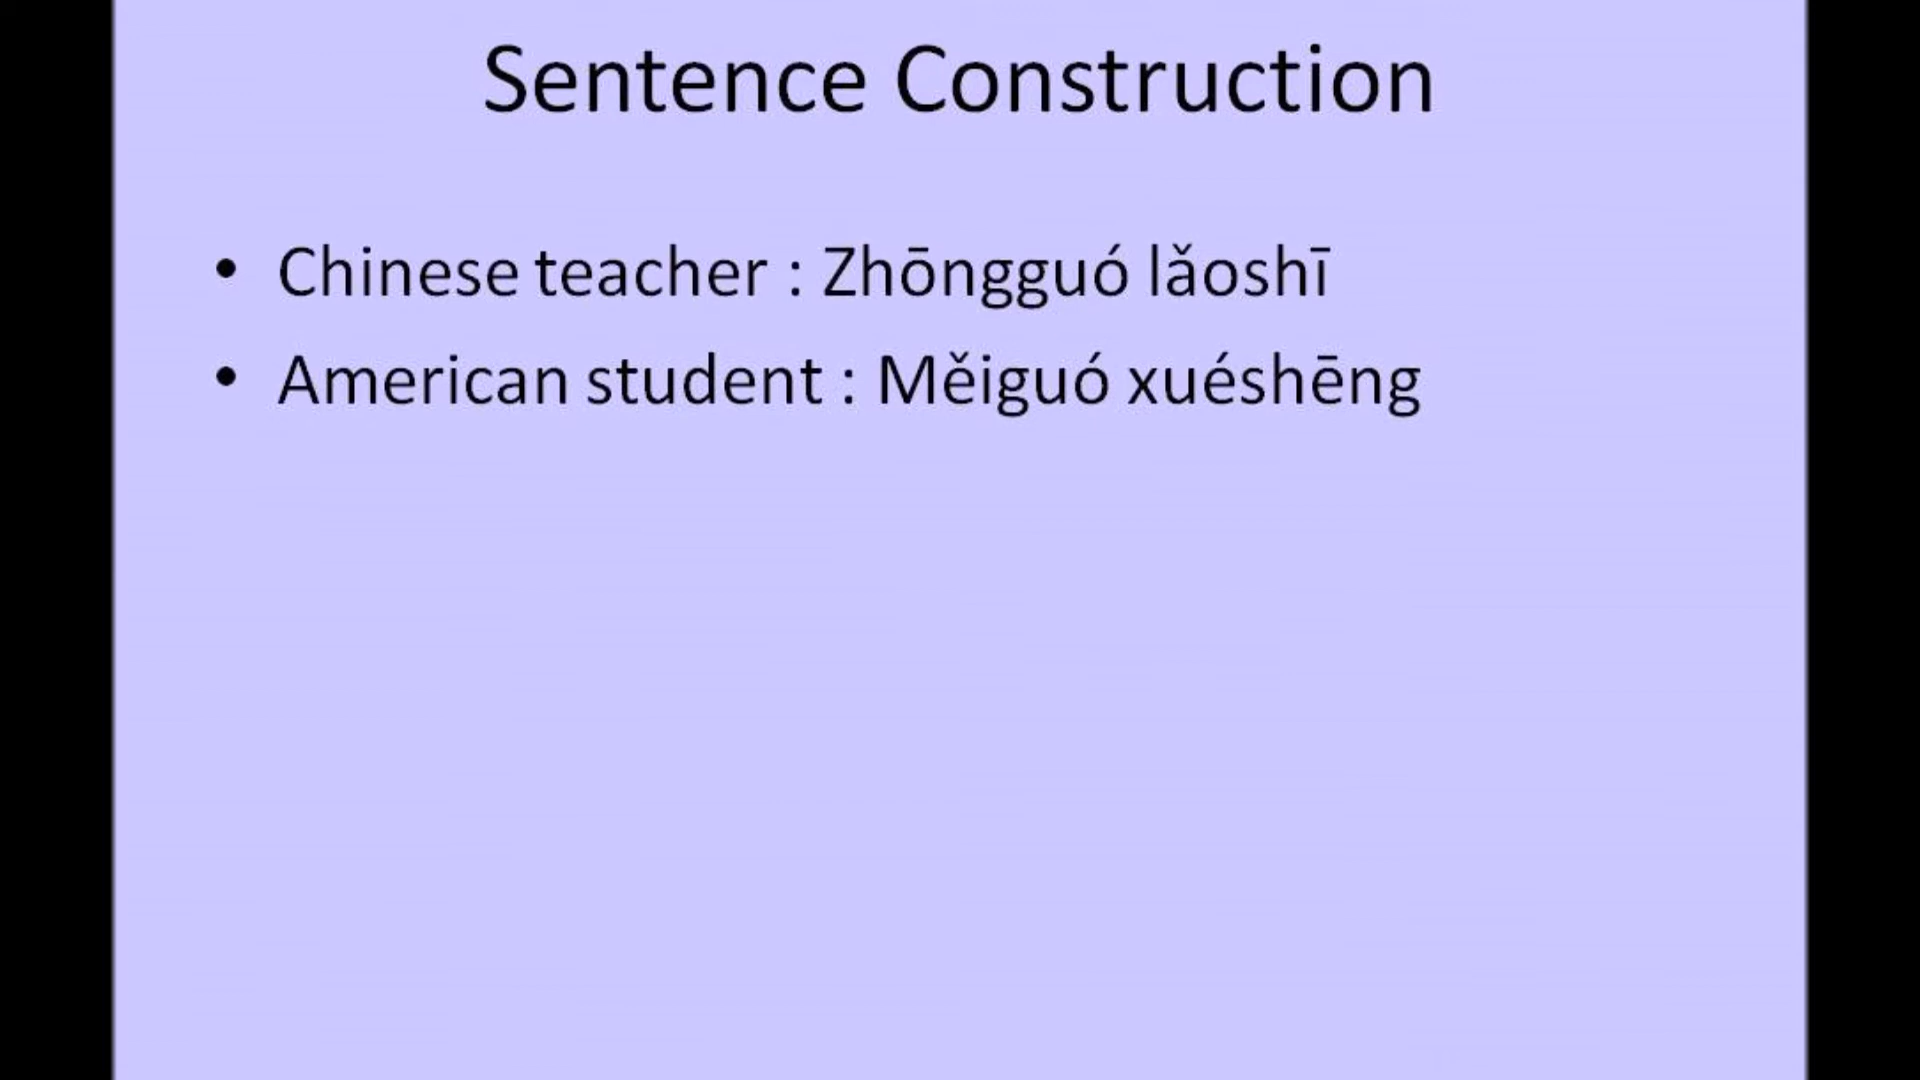 Sentence Construction
• Chinese teacher : Zhōngguó lǎoshī
• American student : Měiguó xuéshēng